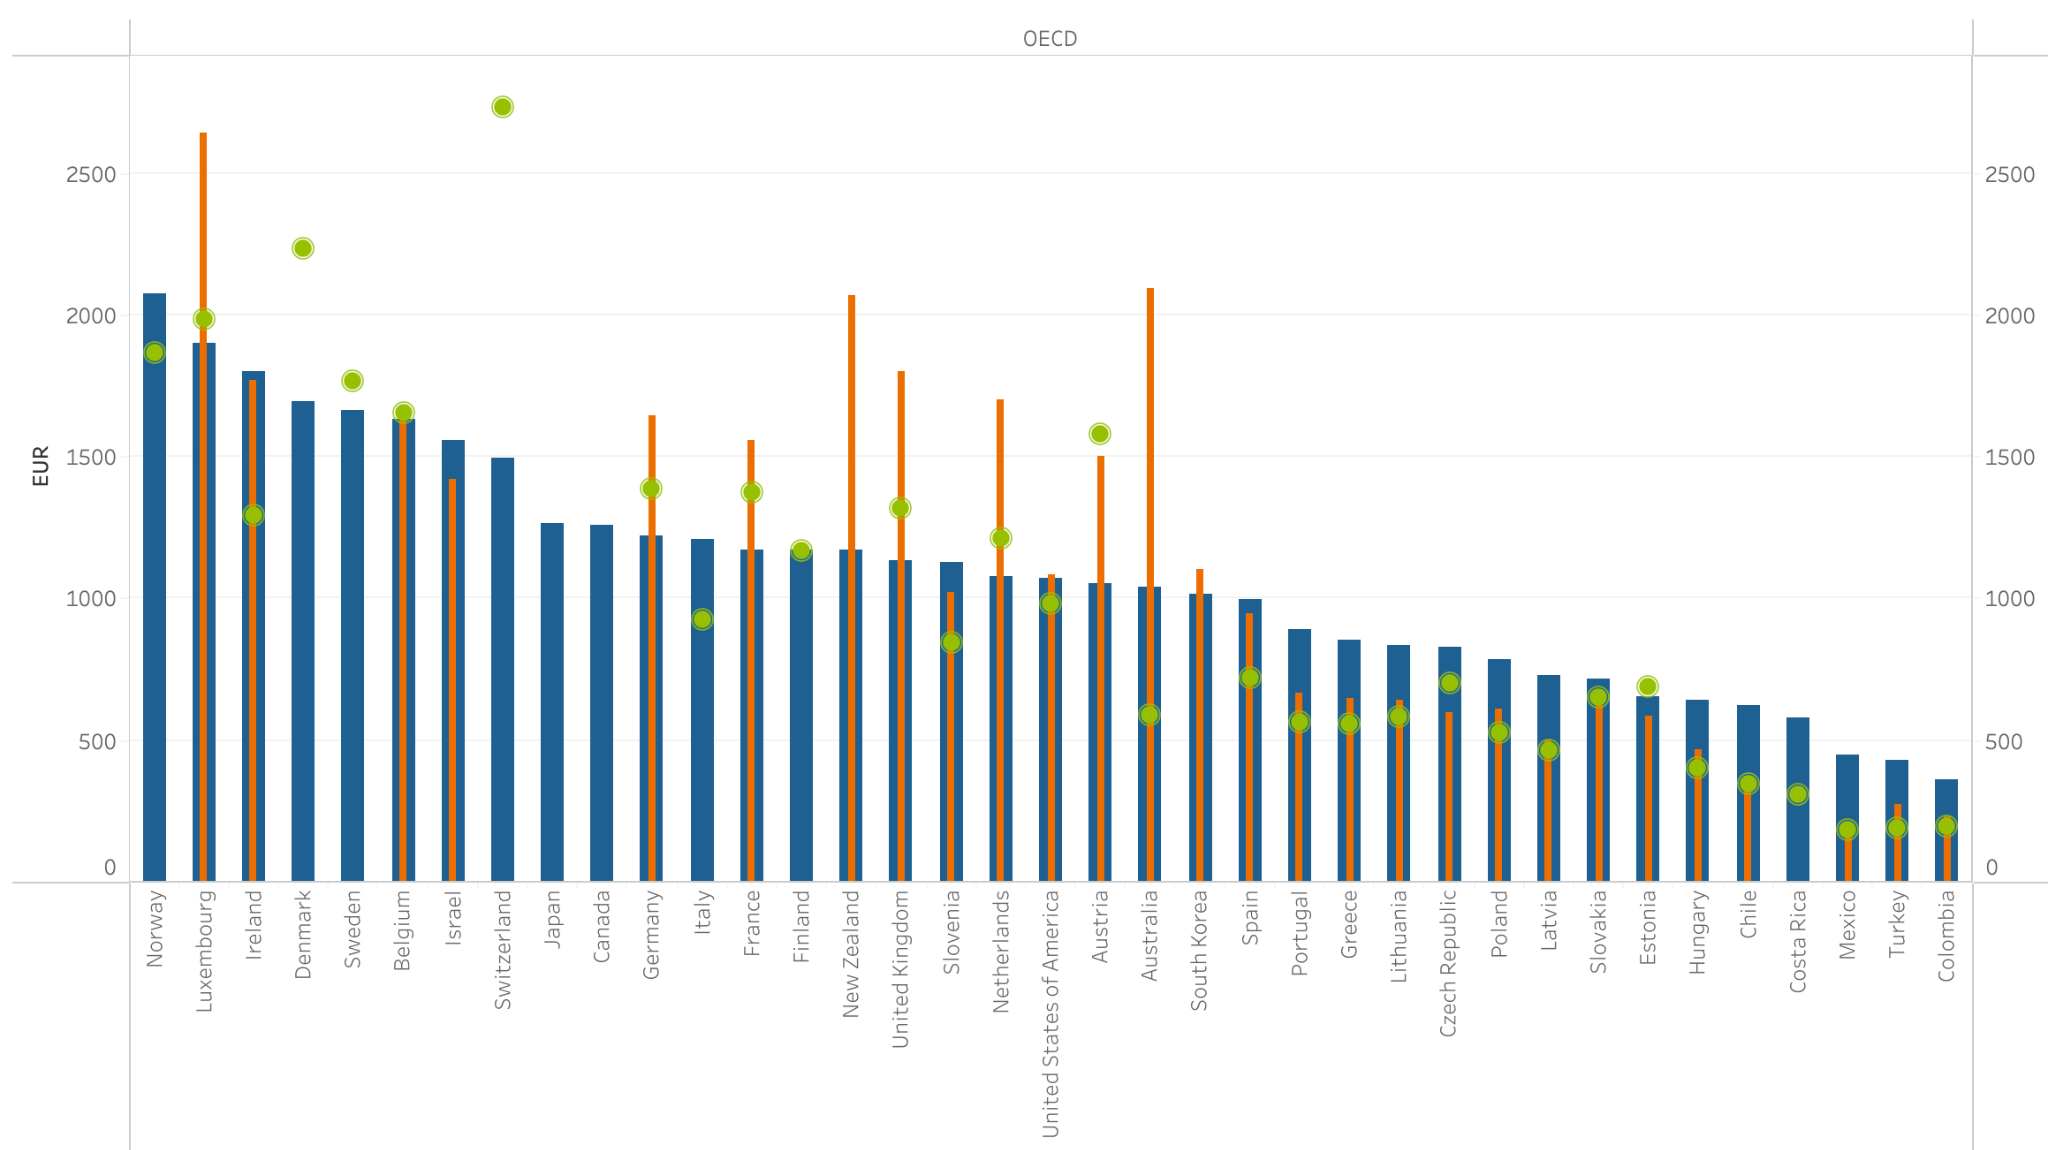 OECD
2500
2000
1500
1000
500
0
EUR
2500
2000
1500
1000
500
0
Norway
Luxembourg
Ireland
Denmark
Sweden
Belgium
Israel
Switzerland
Japan
Canada
Germany
Italy
France
Finland
New Zealand
United Kingdom
Slovenia
Netherlands
United States of America
Austria
Australia
South Korea
Spain
Portugal
Greece
Lithuania
Czech Republic
Poland
Latvia
Slovakia
Estonia
Hungary
Chile
Costa Rica
Mexico
Turkey
Colombia